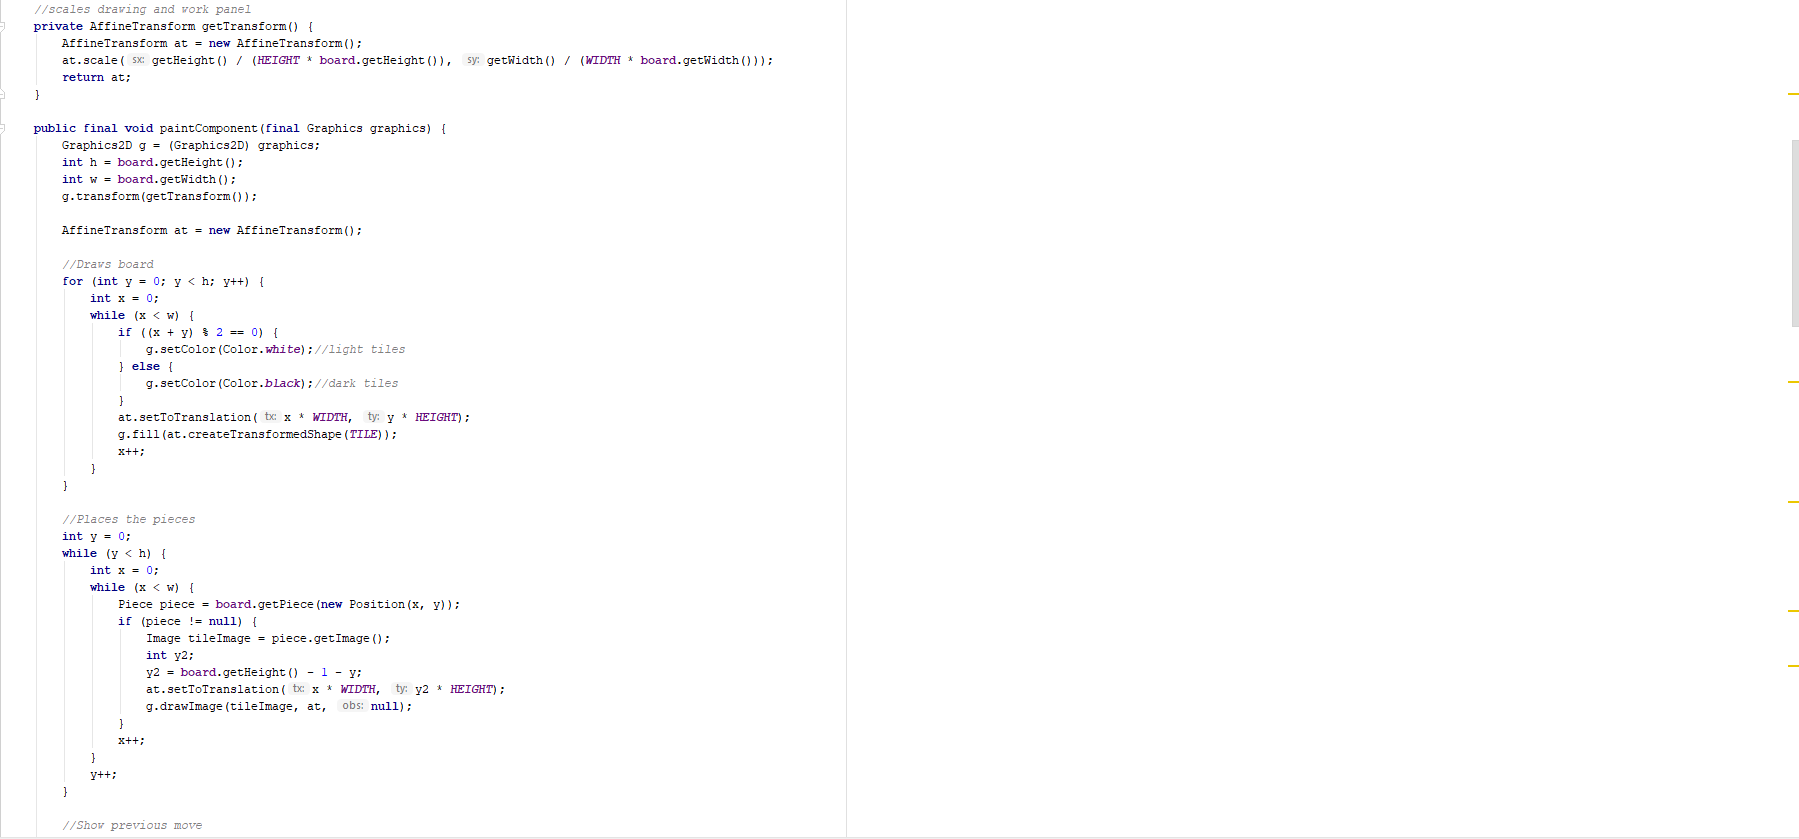 //scales drawing and work panel
private AffineTransform getTransform() {
AffineTransform at = new AffineTransform();
at.scale( sx: getHeight() / (HEIGHT * board.getHeight()), sy: getWidth() / (WIDTH * board.getWidth()));
return at;
}
public final void paintComponent(final Graphics graphics) {
Graphics2D g = (Graphics2D) graphics;
int h = board.getHeight();
int w = board.getWidth();
g.transform(getTransform());
AffineTransform at = new AffineTransform();
//Draws board
for (int y = 0; y < h; y++) {
int x = 0;
while (x < w) {
if ((x + y) % 2 == 0) {
g.setColor(Color.white);//light tiles
} else {
g.setColor(Color.black);//dark tiles
}
at.setToTranslation( tx: x * WIDTH, ty: y * HEIGHT);
g.fill(at.createTransformedShape(TILE));
x++;
}
}
//Places the pieces
int y = 0;
while (y < h) {
int x = 0;
while (x < w) {
Piece piece = board.getPiece(new Position(x, y));
if (piece != null) {
Image tileImage = piece.getImage();
int y2;
y2 = board.getHeight() - 1 - y;
at.setToTranslation( tx: x * WIDTH, ty: y2 * HEIGHT);
g.drawImage(tileImage, at, obs: null);
}
x++;
}
y++;
}
//Show previous move